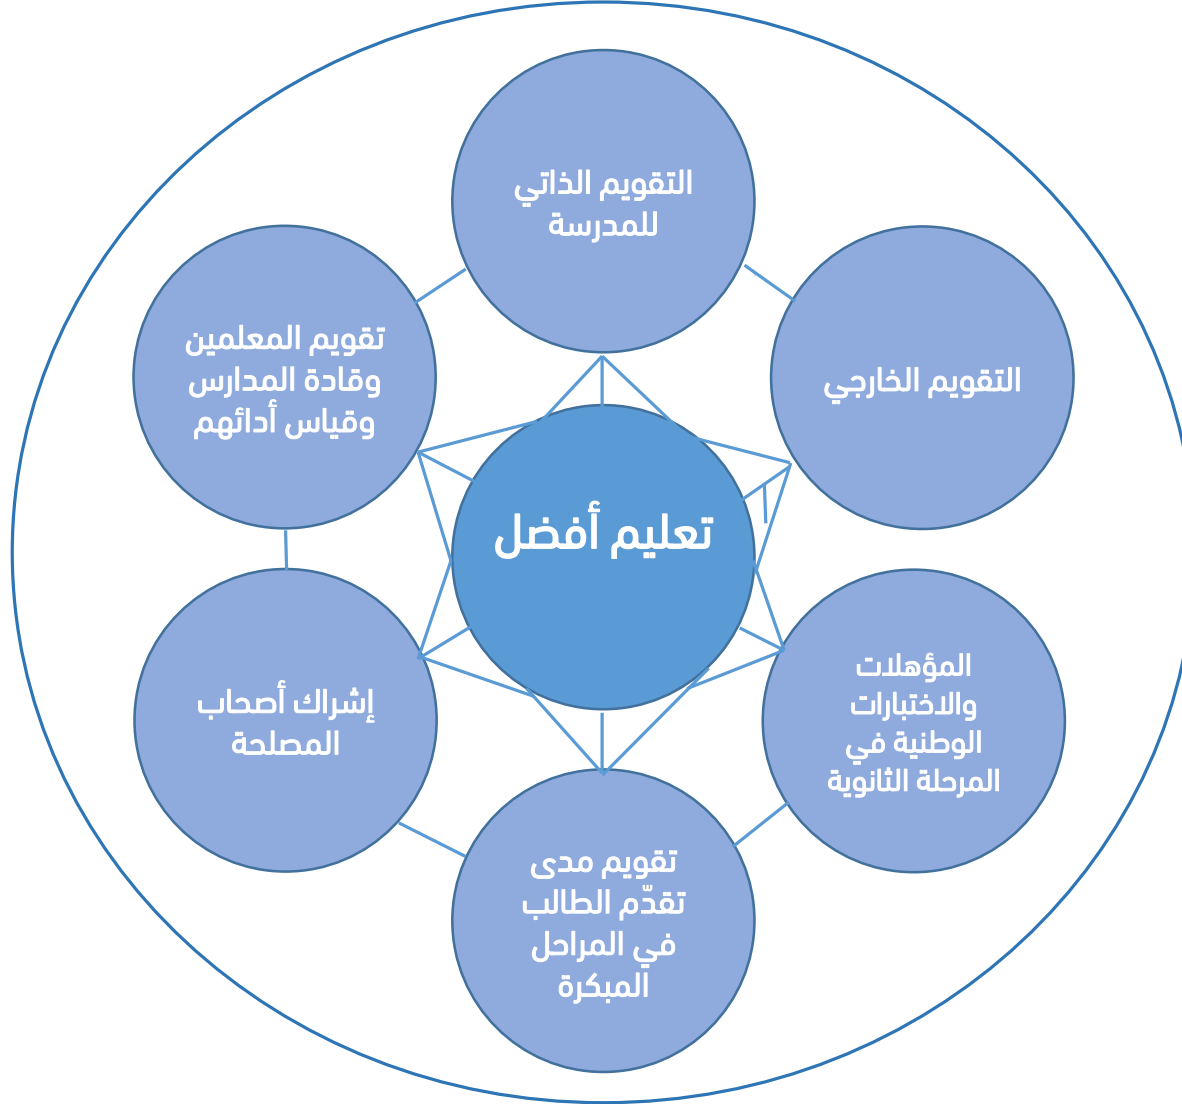 التقويم الذاتي
للمدرسة
التقويم الخارجي
تقويم المعلمين
وقادة المدارس
وقياس أدائهم
تعليم أفضل
المؤهلات
والاختبارات
الوطنية في
المرحلة الثانوية
إشراك أصحاب
المصلحة
تقويم مدى
تقدّم الطالب
في المراحل
المبكرة